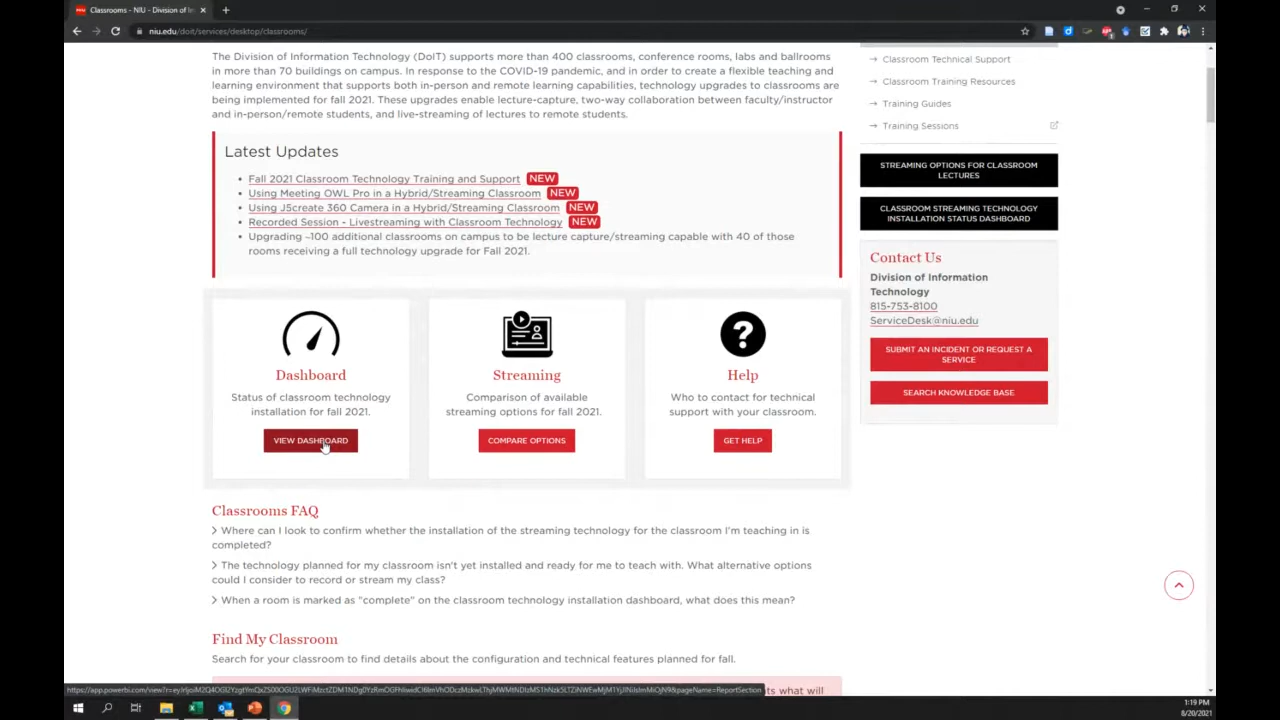 Classrooms - NIU - Division of In
niu.edu/doit/services/desktop/classrooms/
The Division of Information Technology (DoIT) supports more than 400 classrooms, conference rooms, labs and ballrooms
in more than 70 buildings on campus. In response to the COVID-19 pandemic, and in order to create a flexible teaching and
learning environment that supports both in-person and remote learning capabilities, technology upgrades to classrooms are
being implemented for fall 2021. These upgrades enable lecture-capture, two-way collaboration between faculty/instructor
and in-person/remote students, and live-streaming of lectures to remote students.
Latest Updates
• Fall 2021 Classroom Technology Training and Support NEW
• Using Meeting OWL Pro in a Hybrid/Streaming Classroom NEW
• Using J5create 360 Camera in a Hybrid/Streaming Classroom NEW
• Recorded Session - Livestreaming with Classroom Technology NEW
• Upgrading ~100 additional classrooms on campus to be lecture capture/streaming capable with 40 of those
rooms receiving a full technology upgrade for Fall 2021.
Dashboard
Status of classroom technology
installation for fall 2021.
VIEW DASHBOARD
Streaming
Comparison of available
streaming options for fall 2021.
COMPARE OPTIONS
Help
Who to contact for technical
support with your classroom.
GET HELP
Classrooms FAQ
Where can I look to confirm whether the installation of the streaming technology for the classroom I'm teaching in is
completed?
The technology planned for my classroom isn't yet installed and ready for me to teach with. What alternative options
could I consider to record or stream my class?
When a room is marked as "complete" on the classroom technology installation dashboard, what does this mean?
Find My Classroom
Search for your classroom to find details about the configuration and technical features planned for fall.
Classroom Technical Support
Classroom Training Resources
Training Guides
Training Sessions
STREAMING OPTIONS FOR CLASSROOM
LECTURES
CLASSROOM STREAMING TECHNOLOGY
INSTALLATION STATUS DASHBOARD
Contact Us
Division of Information
Technology
815-753-8100
ServiceDesk@niu.edu
SUBMIT AN INCIDENT OR REQUEST A
SERVICE
SEARCH KNOWLEDGE BASE
what will
1:19 PM
8/20/2021